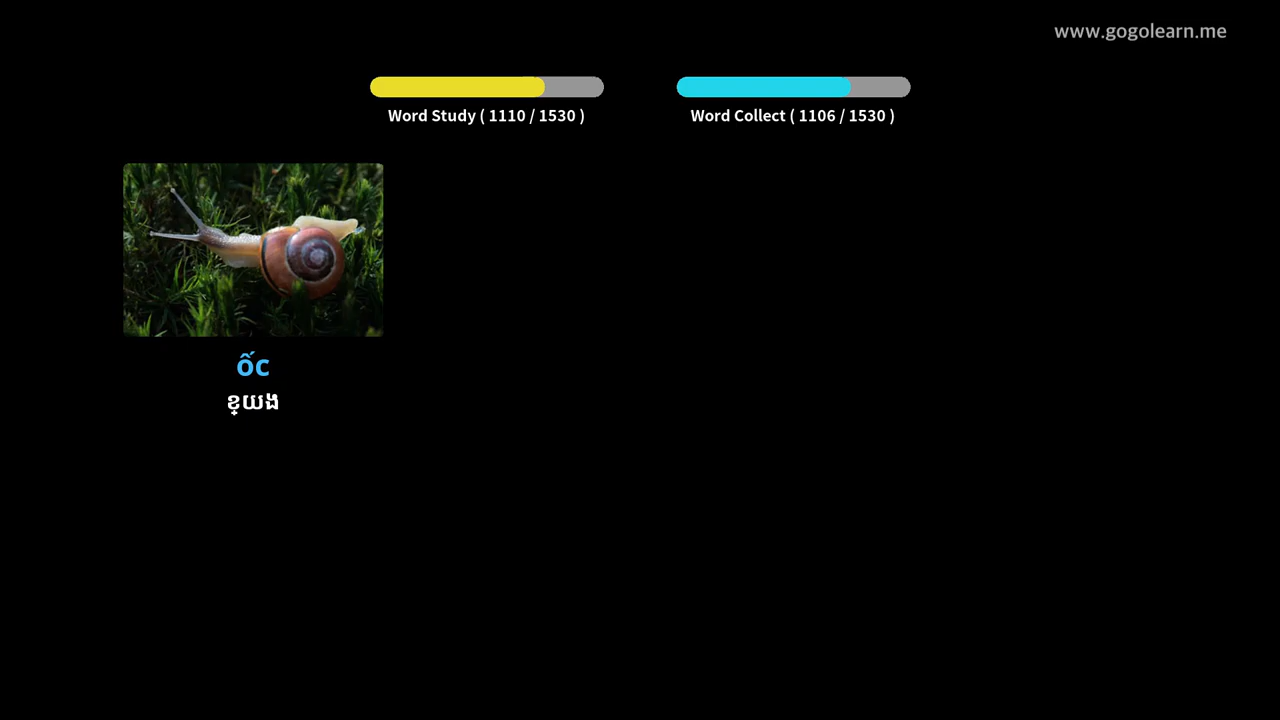 www.gogolearn.me
Word Study ( 1110 / 1530 )
Word Collect ( 1106 / 1530 )
ốc
ខ្យង